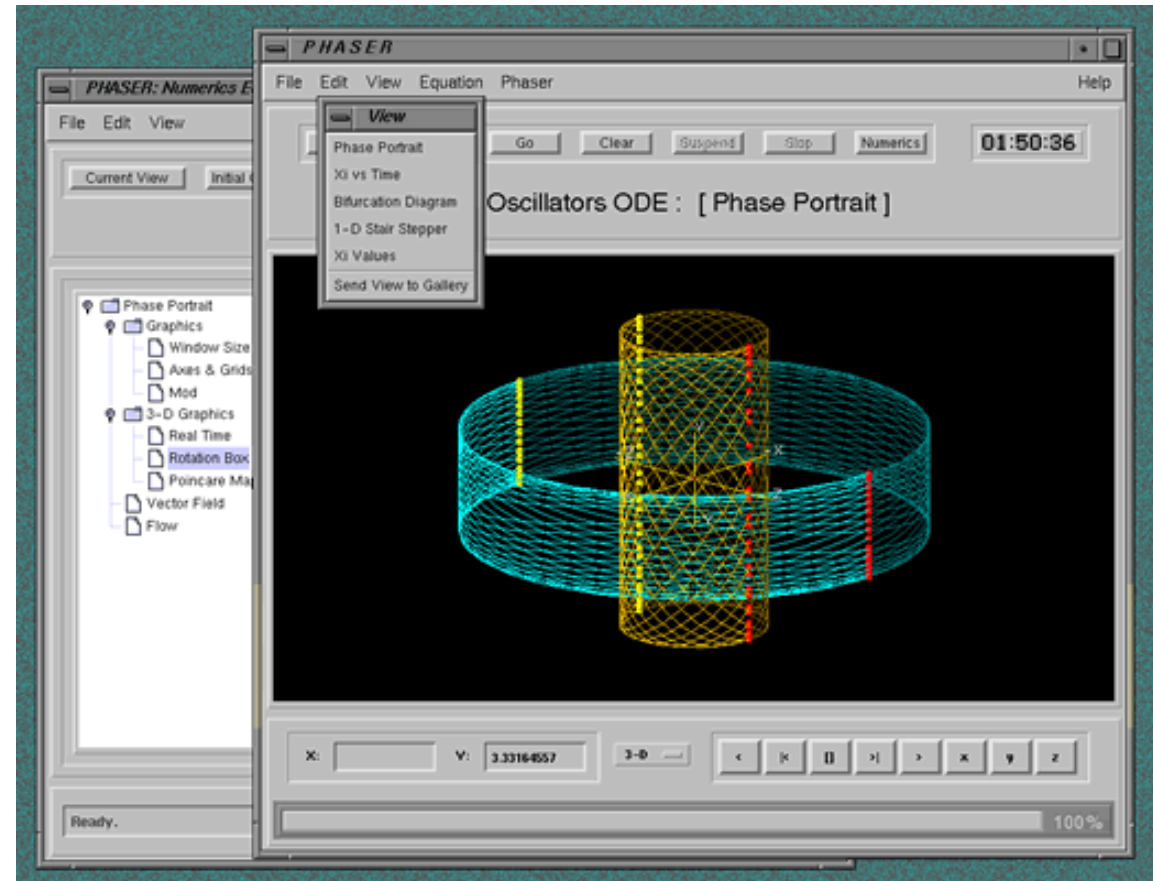 PHASER
PHASER: Numerics E
File Edit View Equation Phaser Help
File Edit View
View
Phase Portrait
Xi vs Time
Bifurcation Diagram
1-D Stair Stepper
Xi Values
Send View to Gallery
Go Clear Suspend Stop Numerics 01:50:36
Current View Initial
Oscillators ODE : [ Phase Portrait ]
Phase Portrait
Graphics
Window Size
Axes & Grids
Mod
3-D Graphics
Real Time
Rotation Box
Poincare Map
Vector Field
Flow
Y
X
Z
X: Y: 3.33164557 3-D < |< [] >| > x y z
Ready.
100%